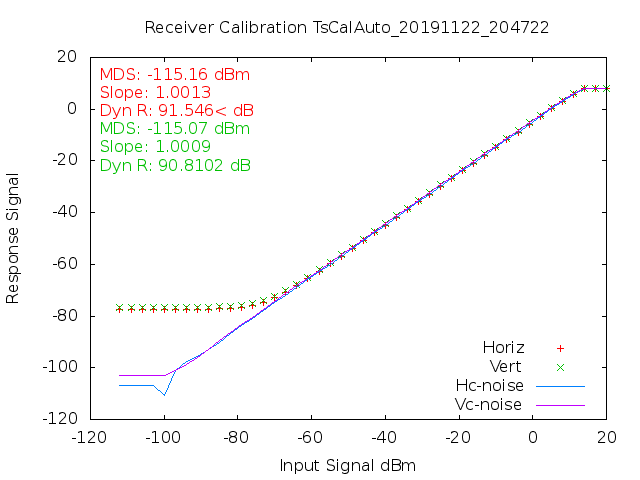 Receiver Calibration TsCalAuto_20191122_204722
20
0
-20
-40
-60
-80
-100
-120
MDS: -115.16 dBm
Slope: 1.0013
Dyn R: 91.546< dB
MDS: -115.07 dBm
Slope: 1.0009
Dyn R: 90.8102 dB
Response Signal
Horiz
Vert
Hc-noise
Vc-noise
-120 -100 -80 -60 -40 -20 0 20
Input Signal dBm